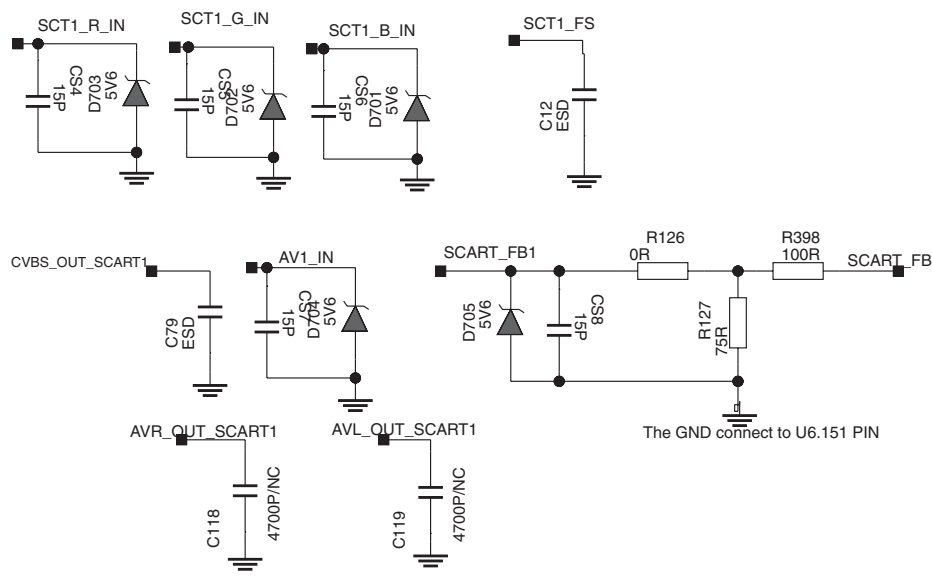 SCT1_R_IN
CS4
15P
D703
5V6
SCT1_G_IN
CS5
15P
D702
5V6
SCT1_B_IN
CS6
15P
D701
5V6
SCT1_FS
C12
ESD
CVBS_OUT_SCART1
C79
ESD
AV1_IN
CS7
15P
D704
5V6
SCART_FB1
D705
5V6
CS8
15P
R126
0R
R127
75R
R398
100R
SCART_FB
The GND connect to U6.151 PIN
AVR_OUT_SCART1
C118
4700P/NC
AVL_OUT_SCART1
C119
4700P/NC